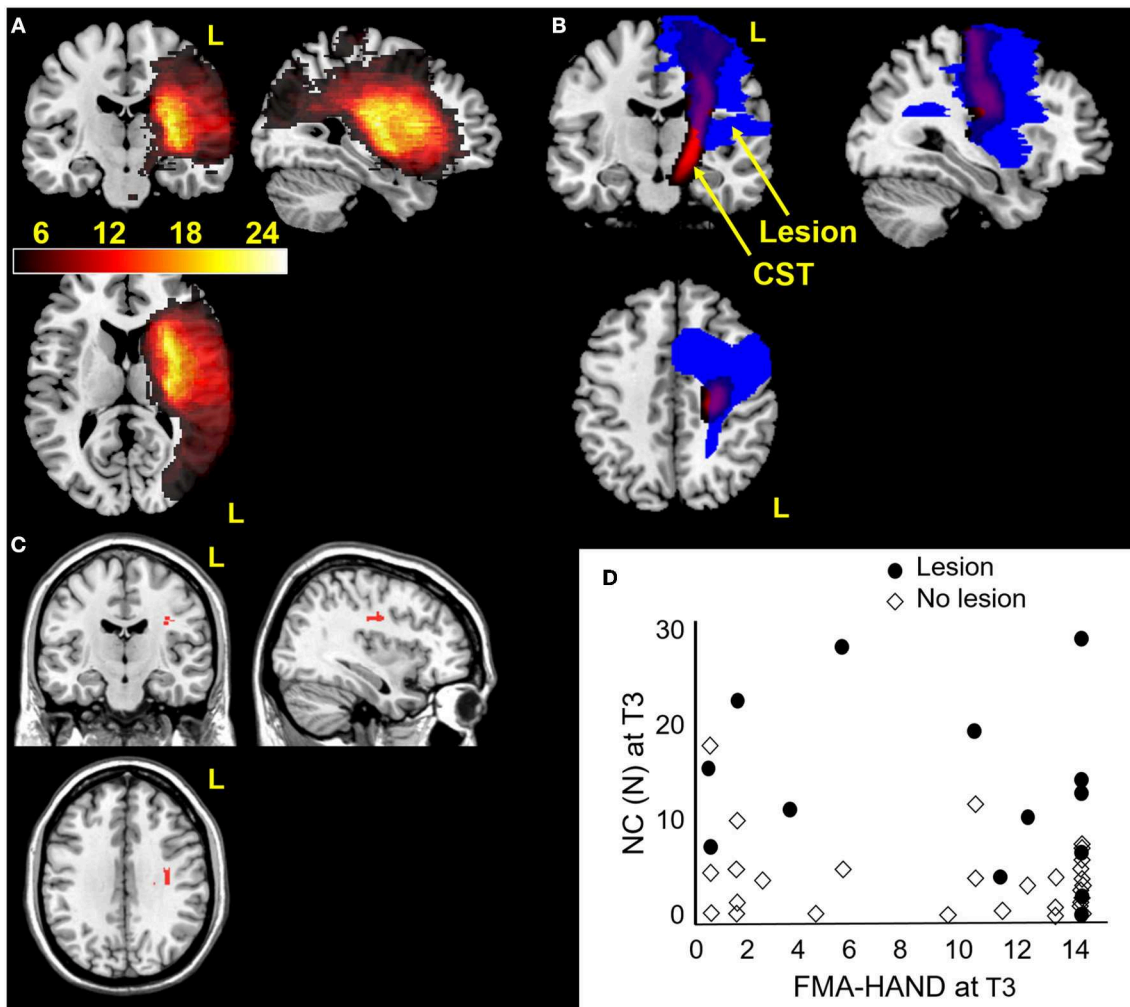 A
L
6 12 18 24
L
B
L
Lesion
CST
L
C
L
L
D
Lesion
No lesion
30
20
10
0
NC (N) at T3
0 2 4 6 8 10 12 14
FMA-HAND at T3